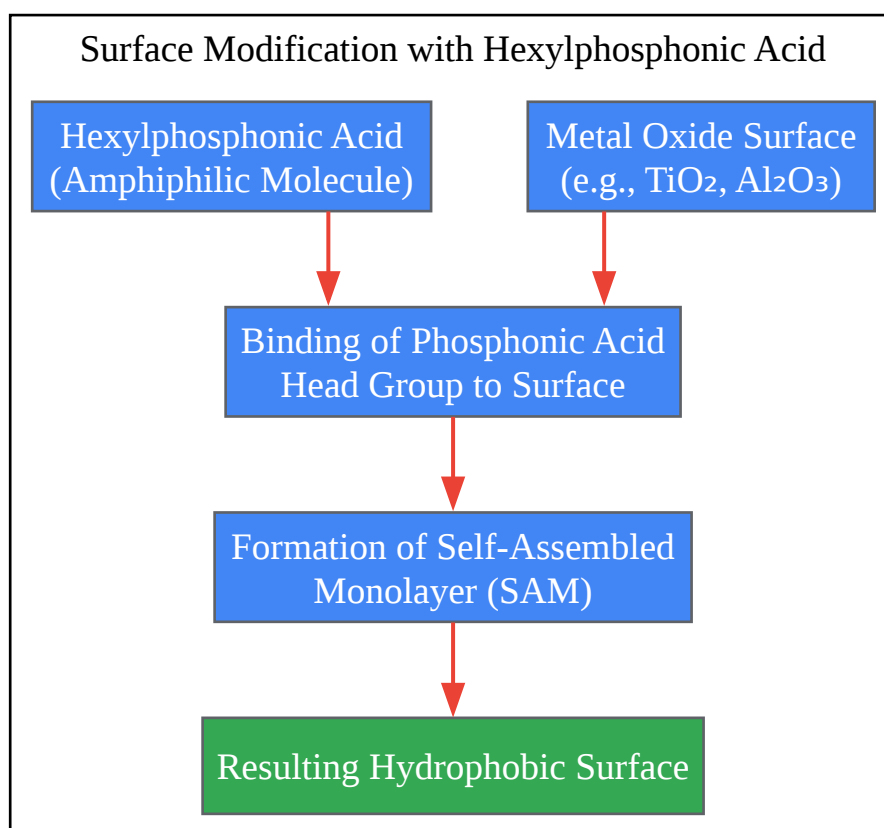 Surface Modification with Hexylphosphonic Acid
Hexylphosphonic Acid
(Amphiphilic Molecule)
Metal Oxide Surface
(e.g., TiO₂, Al₂O₃)
Binding of Phosphonic Acid
Head Group to Surface
Formation of Self-Assembled
Monolayer (SAM)
Resulting Hydrophobic Surface